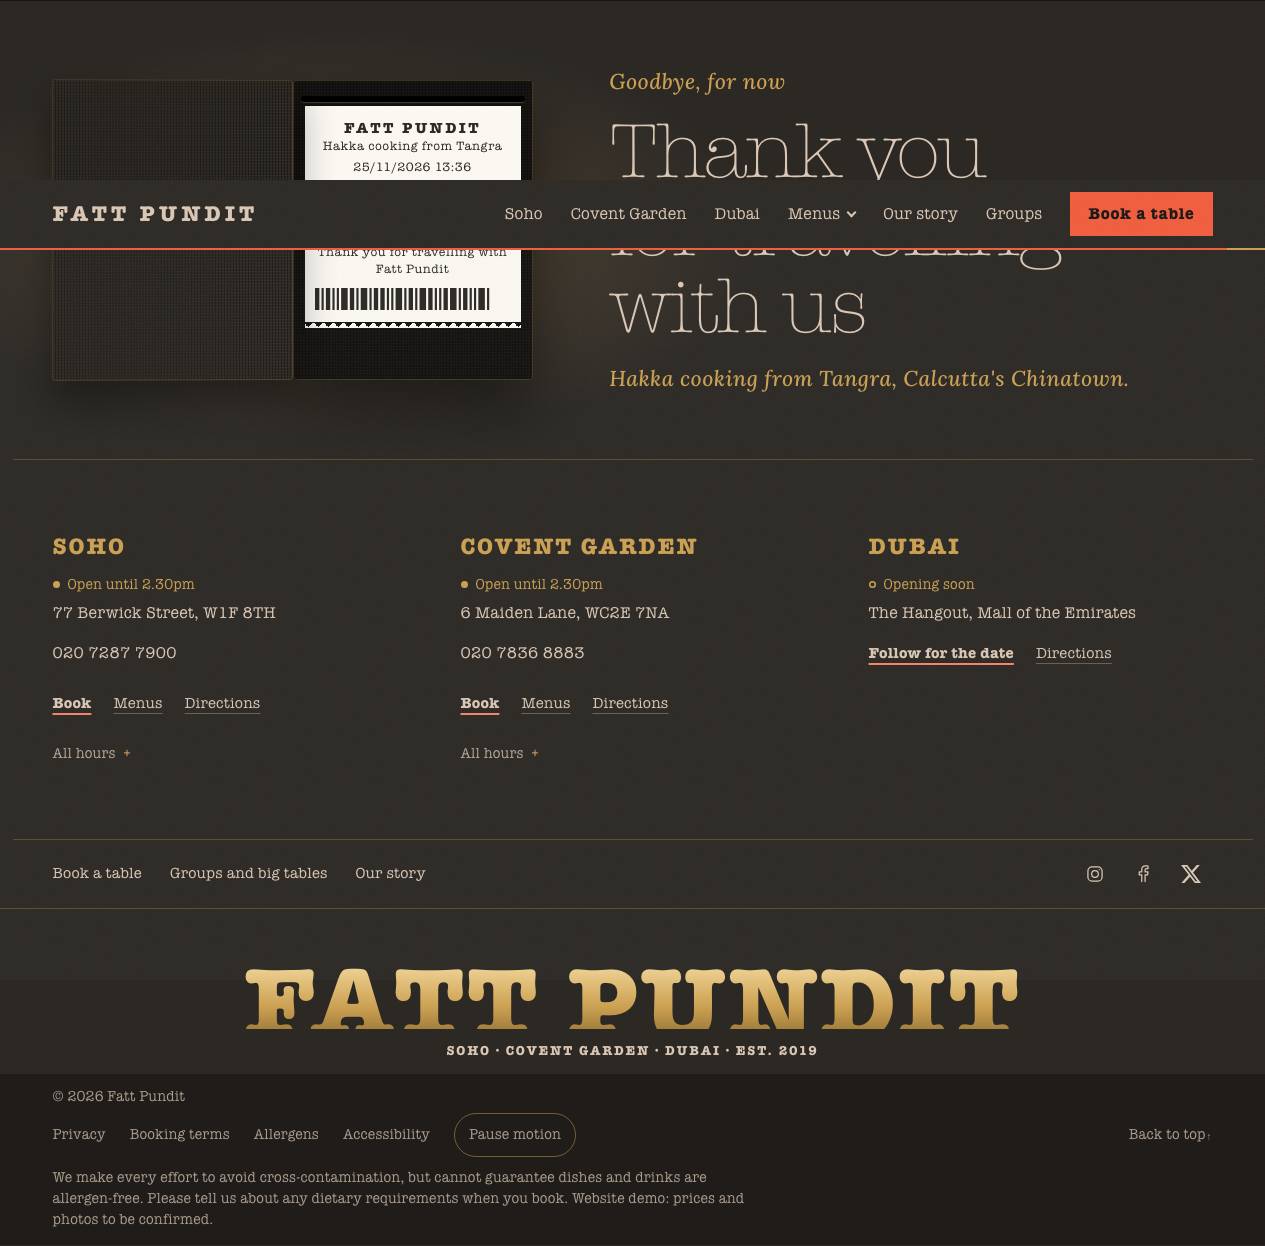 Goodbye, for now
FATT PUNDIT
Hakka cooking from Tangra
25/11/2026 13:36
Thank you
FATT PUNDIT
Soho Covent Garden Dubai Menus Our story Groups Book a table
for travelling
Thank you for travelling with
Fatt Pundit
with us
Hakka cooking from Tangra, Calcutta's Chinatown.
SOHO
Open until 2.30pm
77 Berwick Street, W1F 8TH
020 7287 7900
Book Menus Directions
All hours +
COVENT GARDEN
Open until 2.30pm
6 Maiden Lane, WC2E 7NA
020 7836 8883
Book Menus Directions
All hours +
DUBAI
Opening soon
The Hangout, Mall of the Emirates
Follow for the date Directions
Book a table Groups and big tables Our story
FATT PUNDIT
SOHO · COVENT GARDEN · DUBAI · EST. 2019
© 2026 Fatt Pundit
Privacy Booking terms Allergens Accessibility Pause motion Back to top↑
We make every effort to avoid cross-contamination, but cannot guarantee dishes and drinks are
allergen-free. Please tell us about any dietary requirements when you book. Website demo: prices and
photos to be confirmed.